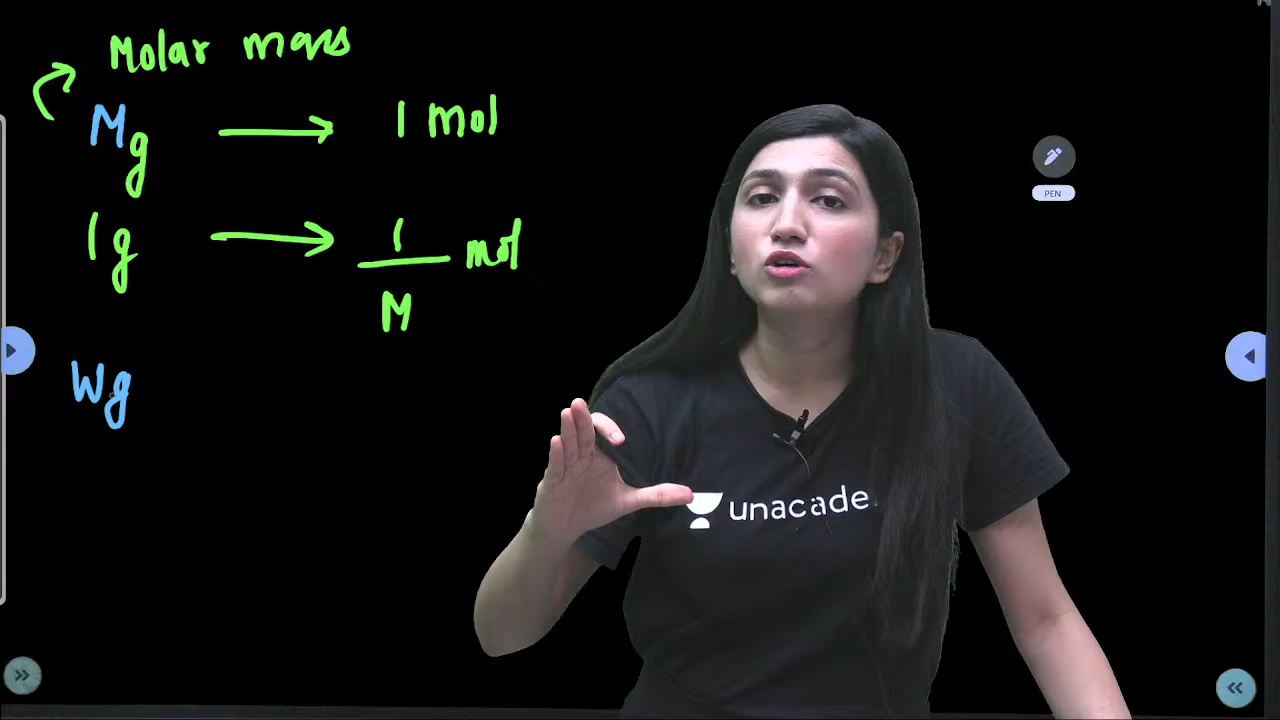 Molar mass
Mg → 1 mol
1g → 1/M mol
Wg
PEN
unacade